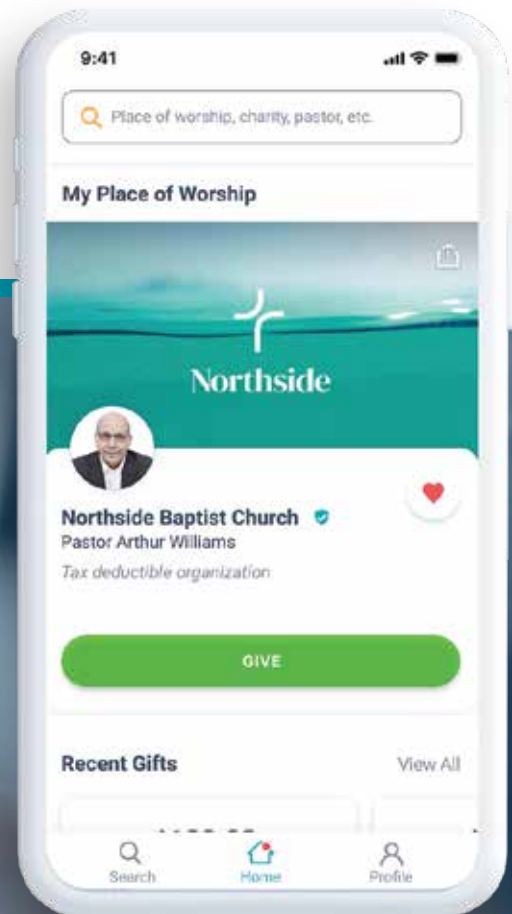 9:41
Place of worship, charity, pastor, etc.
My Place of Worship
Northside
Northside Baptist Church
Pastor Arthur Williams
Tax deductible organization
GIVE
Recent Gifts
View All
Search
Home
Profile